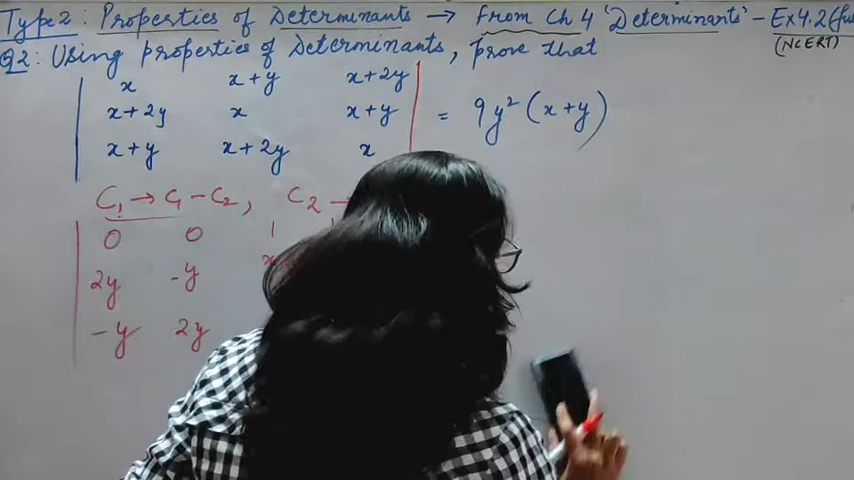 Type 2: Properties of Determinants → From Ch 4 'Determinants' - Ex 4.2
(NCERT)
Q2: Using properties of Determinants, prove that
x x+y x+2y
x+2y x x+y = 9y² (x+y)
x+y x+2y x
C₁ → C₁ - C₂, C₂ →
0 0 1
2y -y x
-y 2y